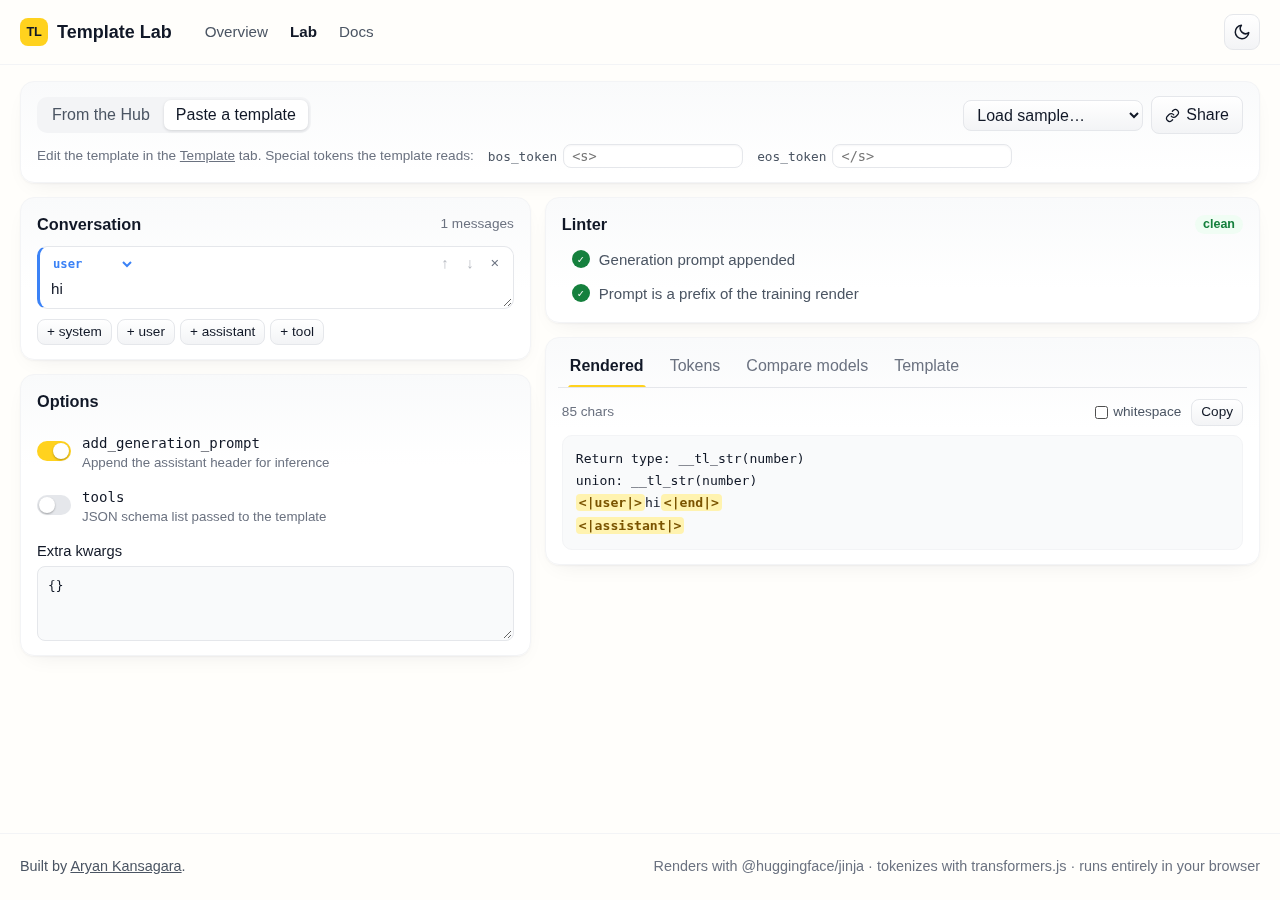 TL Template Lab Overview Lab Docs
From the Hub Paste a template Load sample… Share
Edit the template in the Template tab. Special tokens the template reads: bos_token <s> eos_token </s>
Conversation 1 messages
user ↑ ↓ ×
hi
+ system + user + assistant + tool
Options
add_generation_prompt
Append the assistant header for inference
tools
JSON schema list passed to the template
Extra kwargs
{}
Linter clean
✓ Generation prompt appended
✓ Prompt is a prefix of the training render
Rendered Tokens Compare models Template
85 chars whitespace Copy
Return type: __tl_str(number)
union: __tl_str(number)
<|user|>hi<|end|>
<|assistant|>
Built by Aryan Kansagara. Renders with @huggingface/jinja · tokenizes with transformers.js · runs entirely in your browser